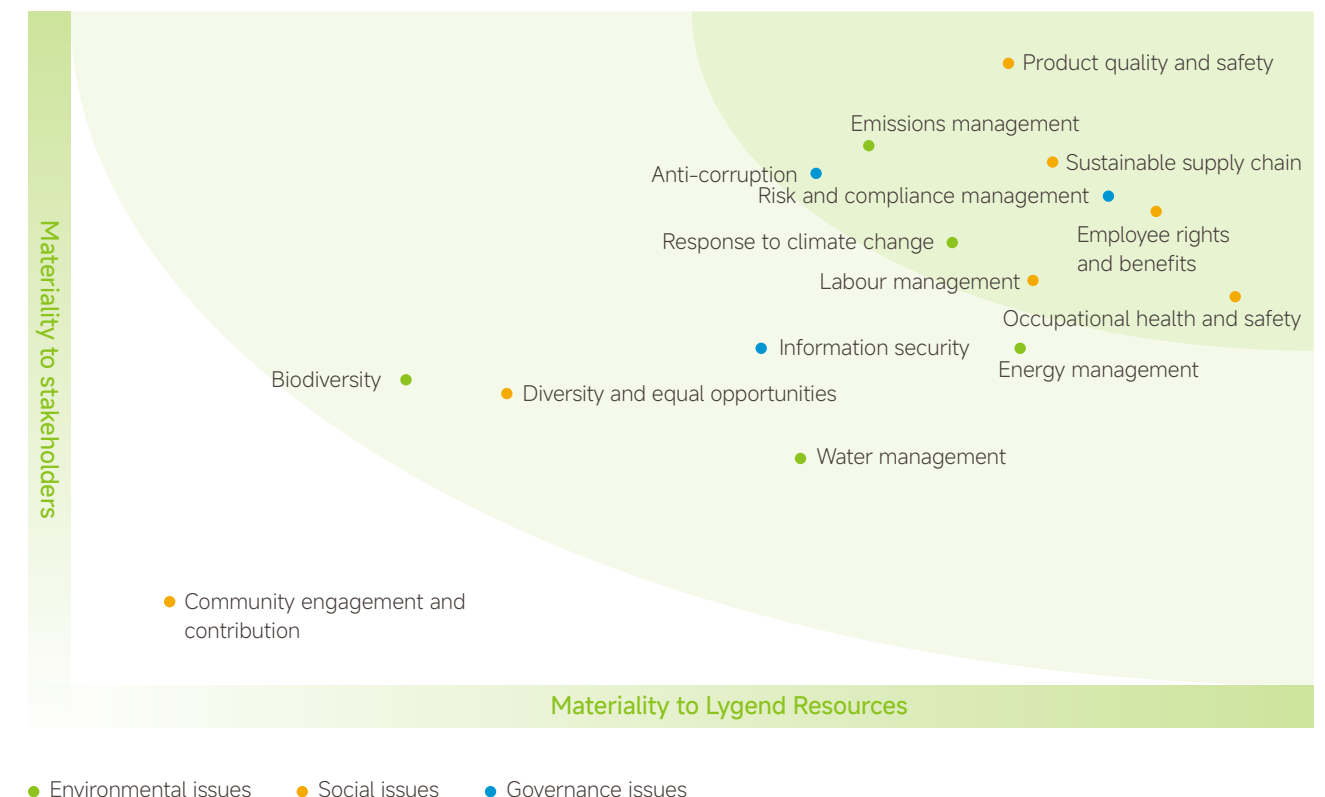 Materiality to stakeholders
Product quality and safety
Emissions management
Sustainable supply chain
Anti-corruption
Risk and compliance management
Employee rights
and benefits
Response to climate change
Labour management
Occupational health and safety
Information security
Energy management
Biodiversity
Diversity and equal opportunities
Water management
Community engagement and
contribution
Materiality to Lygend Resources
Environmental issues
Social issues
Governance issues